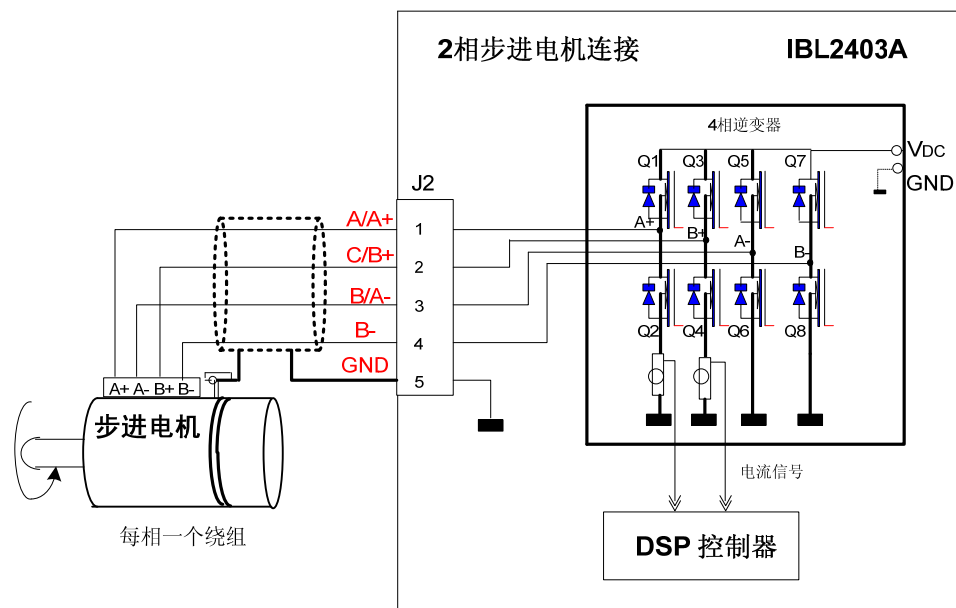 2相步进电机连接
IBL2403A
4相逆变器
VDC
GND
Q1
Q3
Q5
Q7
A+
B+
A-
B-
Q2
Q4
Q6
Q8
J2
A/A+
1
C/B+
2
B/A-
3
B-
4
GND
5
A+ A- B+ B-
步进电机
每相一个绕组
电流信号
DSP 控制器